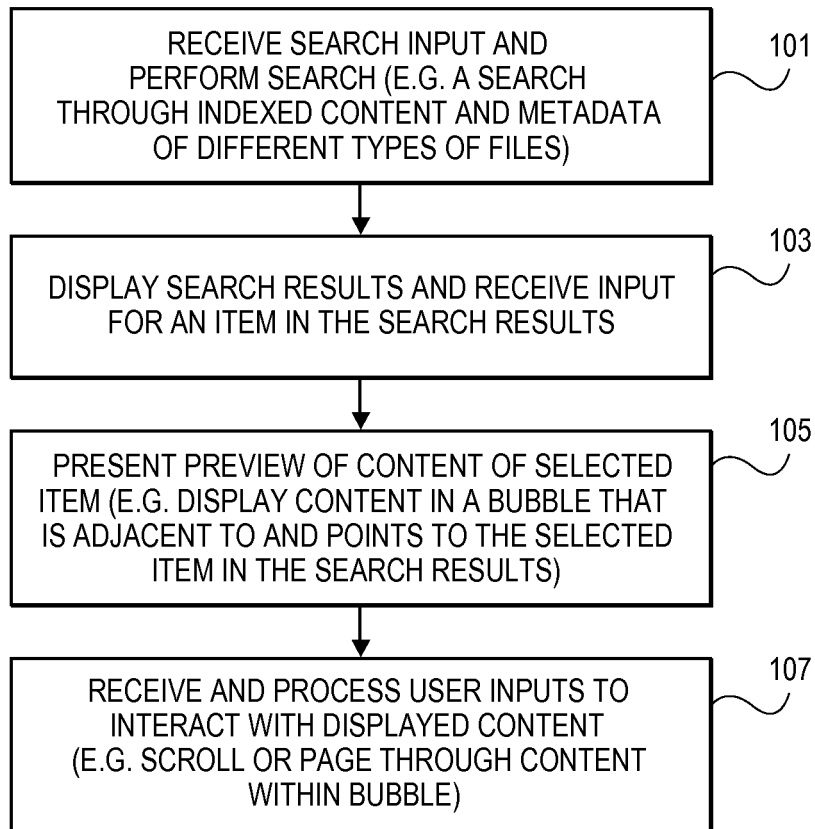 RECEIVE SEARCH INPUT AND
PERFORM SEARCH (E.G. A SEARCH
THROUGH INDEXED CONTENT AND METADATA
OF DIFFERENT TYPES OF FILES)
101
DISPLAY SEARCH RESULTS AND RECEIVE INPUT
FOR AN ITEM IN THE SEARCH RESULTS
103
PRESENT PREVIEW OF CONTENT OF SELECTED
ITEM (E.G. DISPLAY CONTENT IN A BUBBLE THAT
IS ADJACENT TO AND POINTS TO THE SELECTED
ITEM IN THE SEARCH RESULTS)
105
RECEIVE AND PROCESS USER INPUTS TO
INTERACT WITH DISPLAYED CONTENT
(E.G. SCROLL OR PAGE THROUGH CONTENT
WITHIN BUBBLE)
107